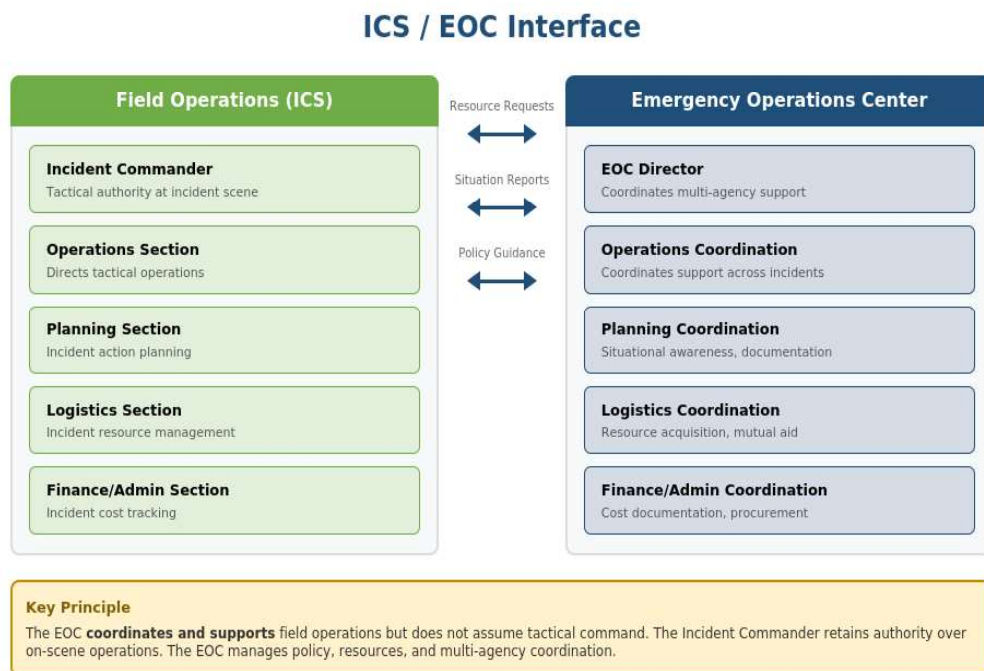 ICS / EOC Interface
Field Operations (ICS)
Incident Commander
Tactical authority at incident scene
Operations Section
Directs tactical operations
Planning Section
Incident action planning
Logistics Section
Incident resource management
Finance/Admin Section
Incident cost tracking
Resource Requests
Situation Reports
Policy Guidance
Emergency Operations Center
EOC Director
Coordinates multi-agency support
Operations Coordination
Coordinates support across incidents
Planning Coordination
Situational awareness, documentation
Logistics Coordination
Resource acquisition, mutual aid
Finance/Admin Coordination
Cost documentation, procurement
Key Principle
The EOC coordinates and supports field operations but does not assume tactical command. The Incident Commander retains authority over
on-scene operations. The EOC manages policy, resources, and multi-agency coordination.